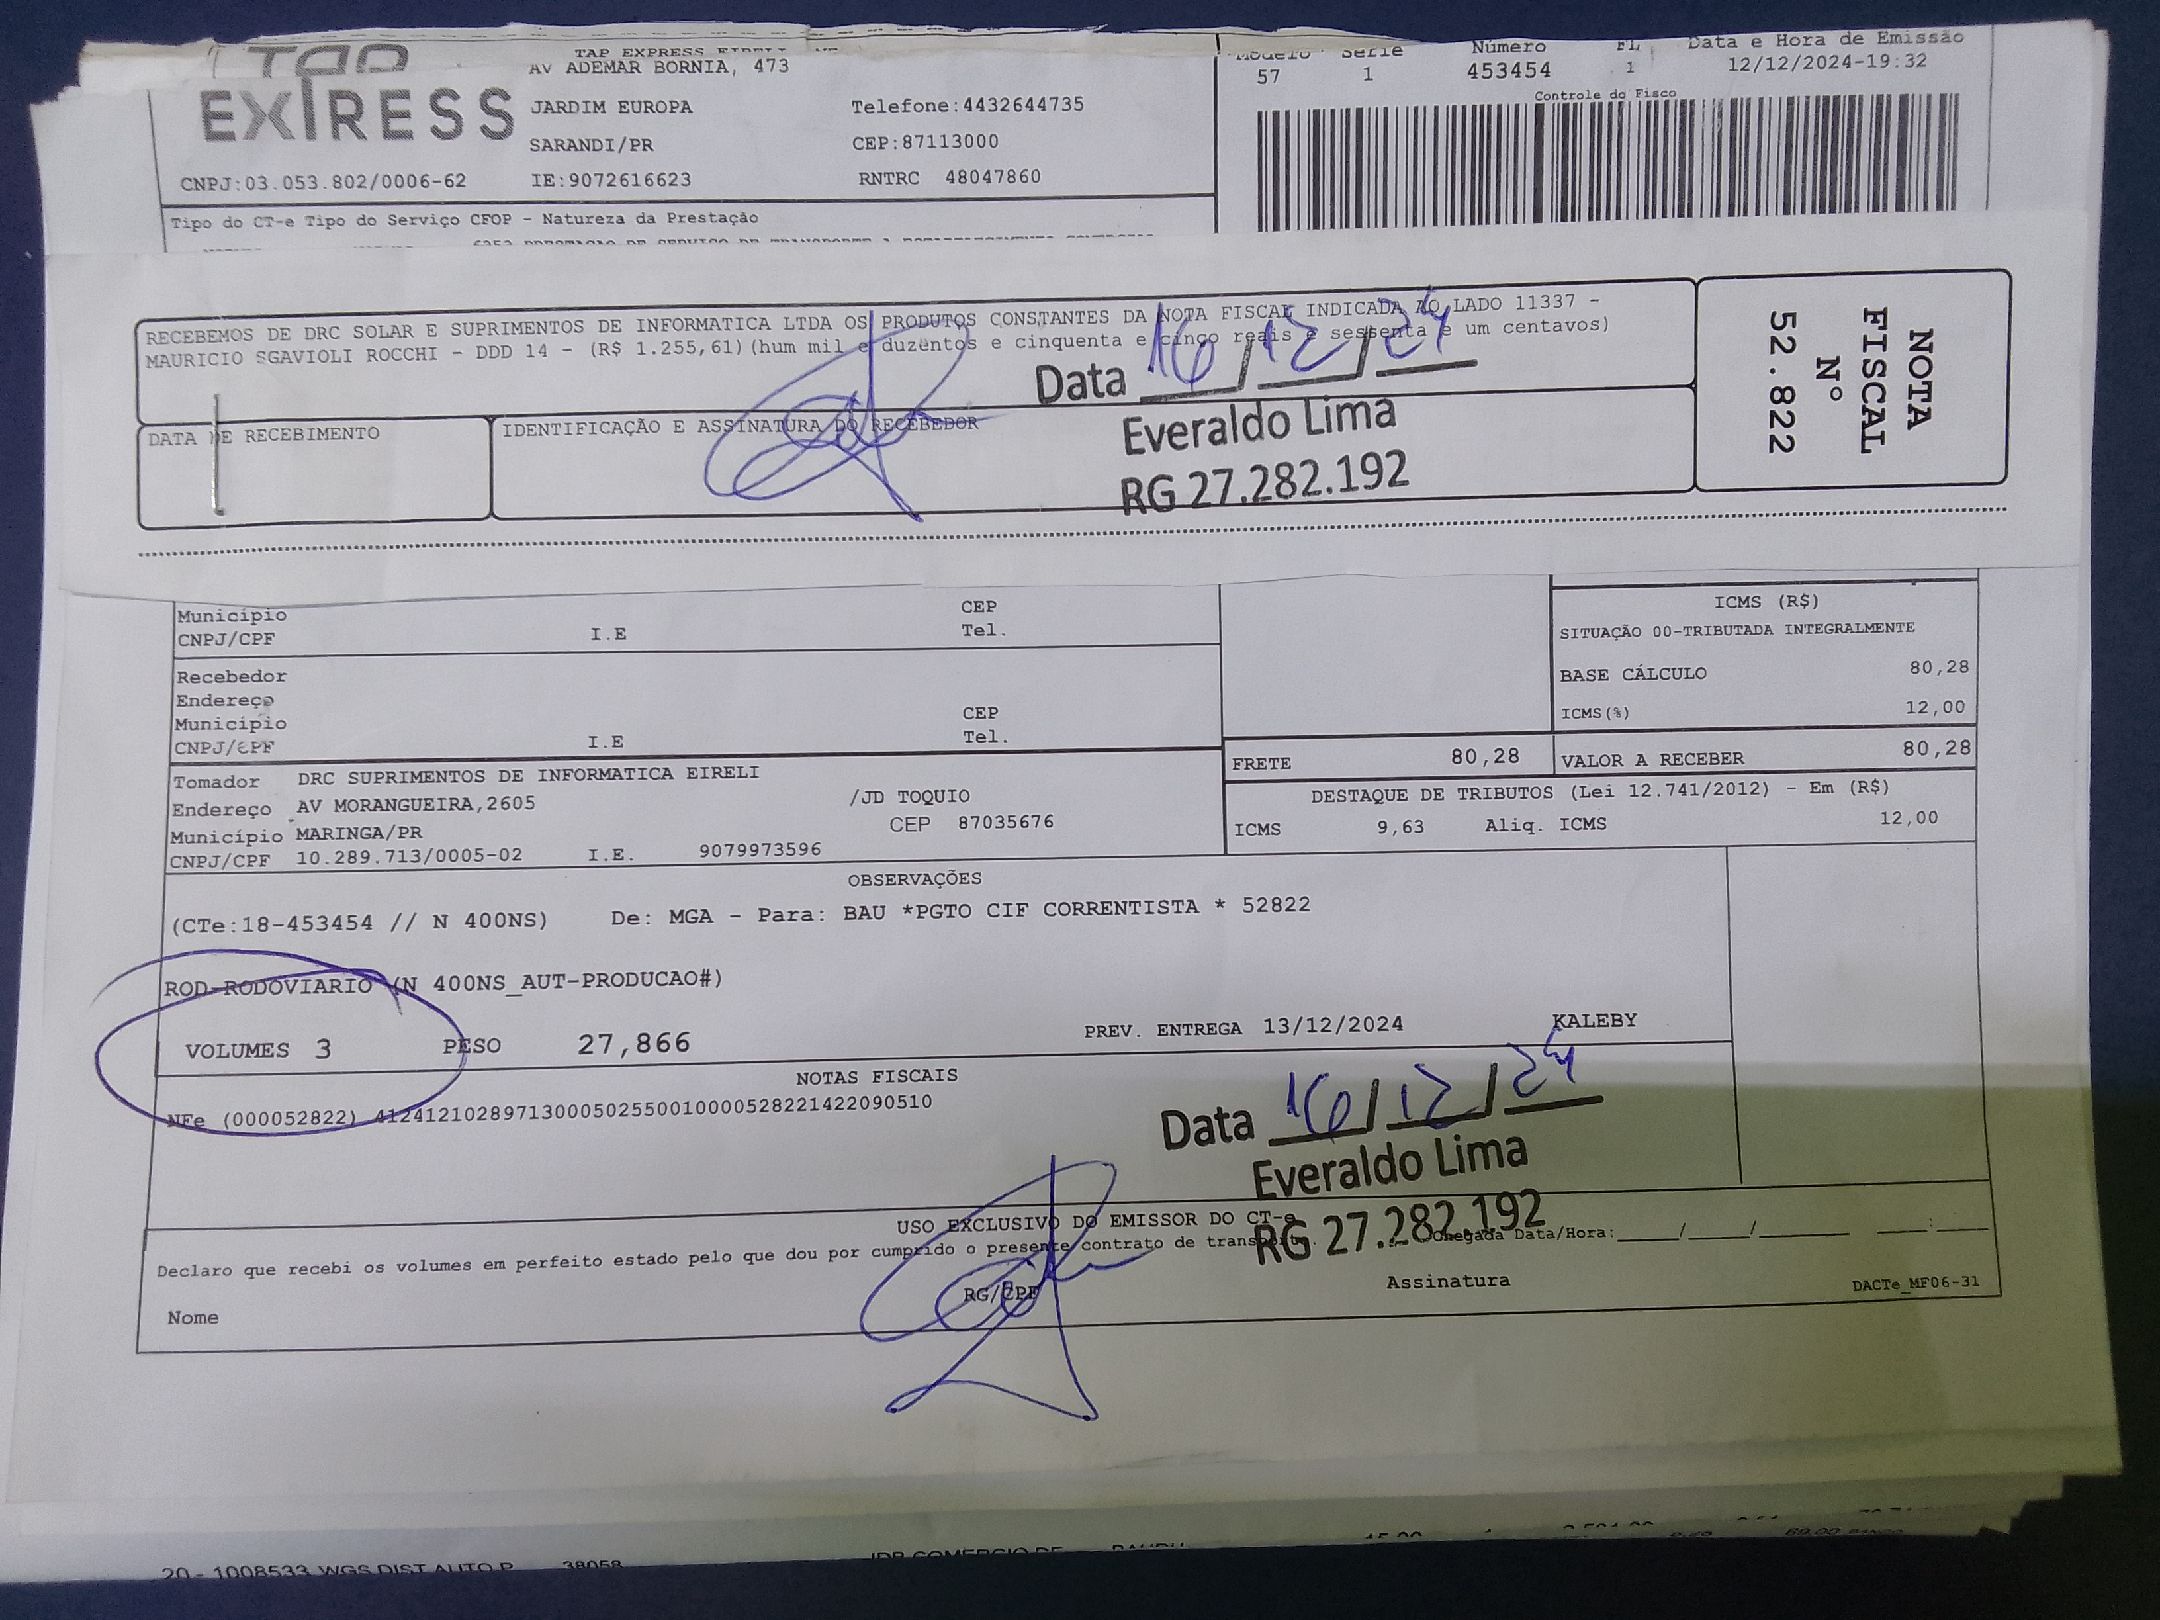 TAP EXPRESS
AV ADEMAR BORNIA, 473
JARDIM EUROPA Telefone:4432644735
SARANDI/PR CEP:87113000
CNPJ:03.053.802/0006-62 IE:9072616623 RNTRC 48047860
Modelo Serie Número FL Data e Hora de Emissão
57 1 453454 1 12/12/2024-19:32
Controle do Fisco
Tipo do CT-e Tipo do Serviço CFOP - Natureza da Prestação
RECEBEMOS DE DRC SOLAR E SUPRIMENTOS DE INFORMATICA LTDA OS PRODUTOS CONSTANTES DA NOTA FISCAL INDICADA AO LADO 11337 -
MAURICIO SGAVIOLI ROCCHI - DDD 14 - (R$ 1.255,61)(hum mil e duzentos e cinquenta e cinco reais e sessenta e um centavos)
Data 16/12/24
DATA DE RECEBIMENTO
IDENTIFICAÇÃO E ASSINATURA DO RECEBEDOR
Everaldo Lima
RG 27.282.192
NOTA
FISCAL
Nº
52.822
Município CEP
CNPJ/CPF I.E Tel.
Recebedor
Endereço
Município CEP
CNPJ/CPF I.E Tel.
ICMS (R$)
SITUAÇÃO 00-TRIBUTADA INTEGRALMENTE
BASE CÁLCULO 80,28
ICMS(%) 12,00
FRETE 80,28 VALOR A RECEBER 80,28
Tomador DRC SUPRIMENTOS DE INFORMATICA EIRELI
Endereço AV MORANGUEIRA,2605 /JD TOQUIO
Município MARINGA/PR CEP 87035676
CNPJ/CPF 10.289.713/0005-02 I.E. 9079973596
DESTAQUE DE TRIBUTOS (Lei 12.741/2012) - Em (R$)
ICMS 9,63 Aliq. ICMS 12,00
OBSERVAÇÕES
(CTe:18-453454 // N 400NS) De: MGA - Para: BAU *PGTO CIF CORRENTISTA * 52822
ROD-RODOVIARIO (N 400NS_AUT-PRODUCAO#)
VOLUMES 3 PESO 27,866 PREV. ENTREGA 13/12/2024 KALEBY
NOTAS FISCAIS
NFe (000052822) 41241210289713000502550010000528221422090510
Data 16/12/24
Everaldo Lima
RG 27.282.192
USO EXCLUSIVO DO EMISSOR DO CT-e
Declaro que recebi os volumes em perfeito estado pelo que dou por cumprido o presente contrato de transporte. Chegada Data/Hora:_____/_____/_______ ____:____
Nome RG/CPF Assinatura DACTe_MF06-31
20 - 1008533 WGS DIST AUTO P 38058